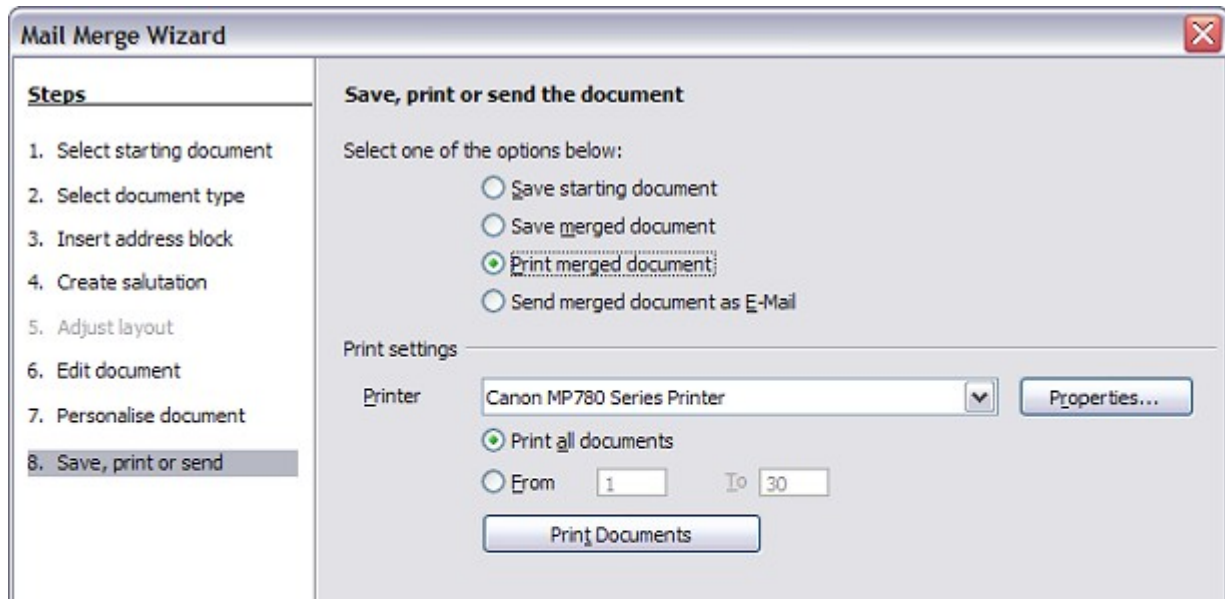 Mail Merge Wizard
Steps
1. Select starting document
2. Select document type
3. Insert address block
4. Create salutation
5. Adjust layout
6. Edit document
7. Personalise document
8. Save, print or send
Save, print or send the document
Select one of the options below:
Save starting document
Save merged document
Print merged document
Send merged document as E-Mail
Print settings
Printer Canon MP780 Series Printer Properties...
Print all documents
From 1 To 30
Print Documents